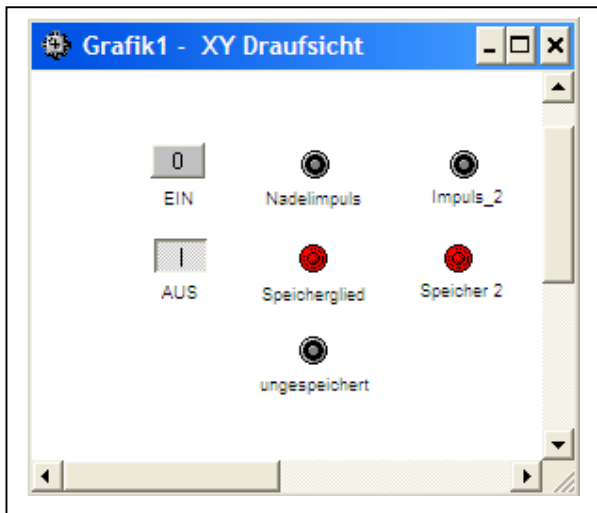 Grafik1 - XY Draufsicht
0
EIN Nadelimpuls Impuls_2
I
AUS Speicherglied Speicher 2
ungespeichert